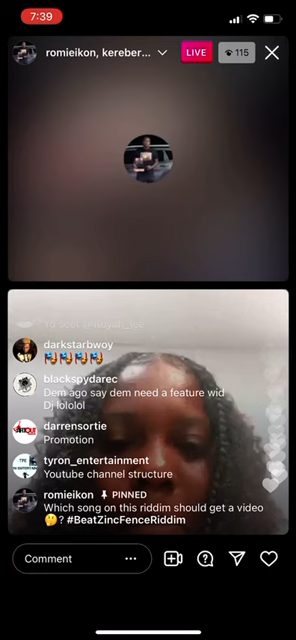 7:39
romieikon, kereber...
LIVE
115
darkstarbwoy
blackspydarec
Dem ago say dem need a feature wid
Dj lololol
darrensortie
Promotion
tyron_entertainment
Youtube channel structure
romieikon PINNED
Which song on this riddim should get a video
🤔? #BeatZincFenceRiddim
Comment